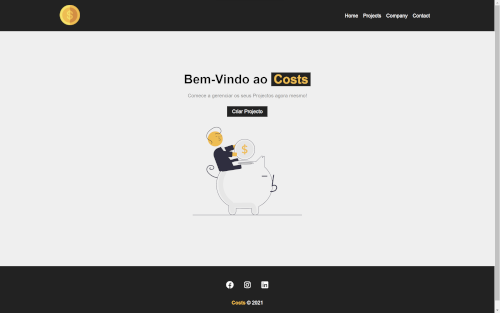 Home Projects Company Contact
Bem-Vindo ao Costs
Comece a gerenciar os seus Projectos agora mesmo!
Criar Projecto
$
Costs © 2021